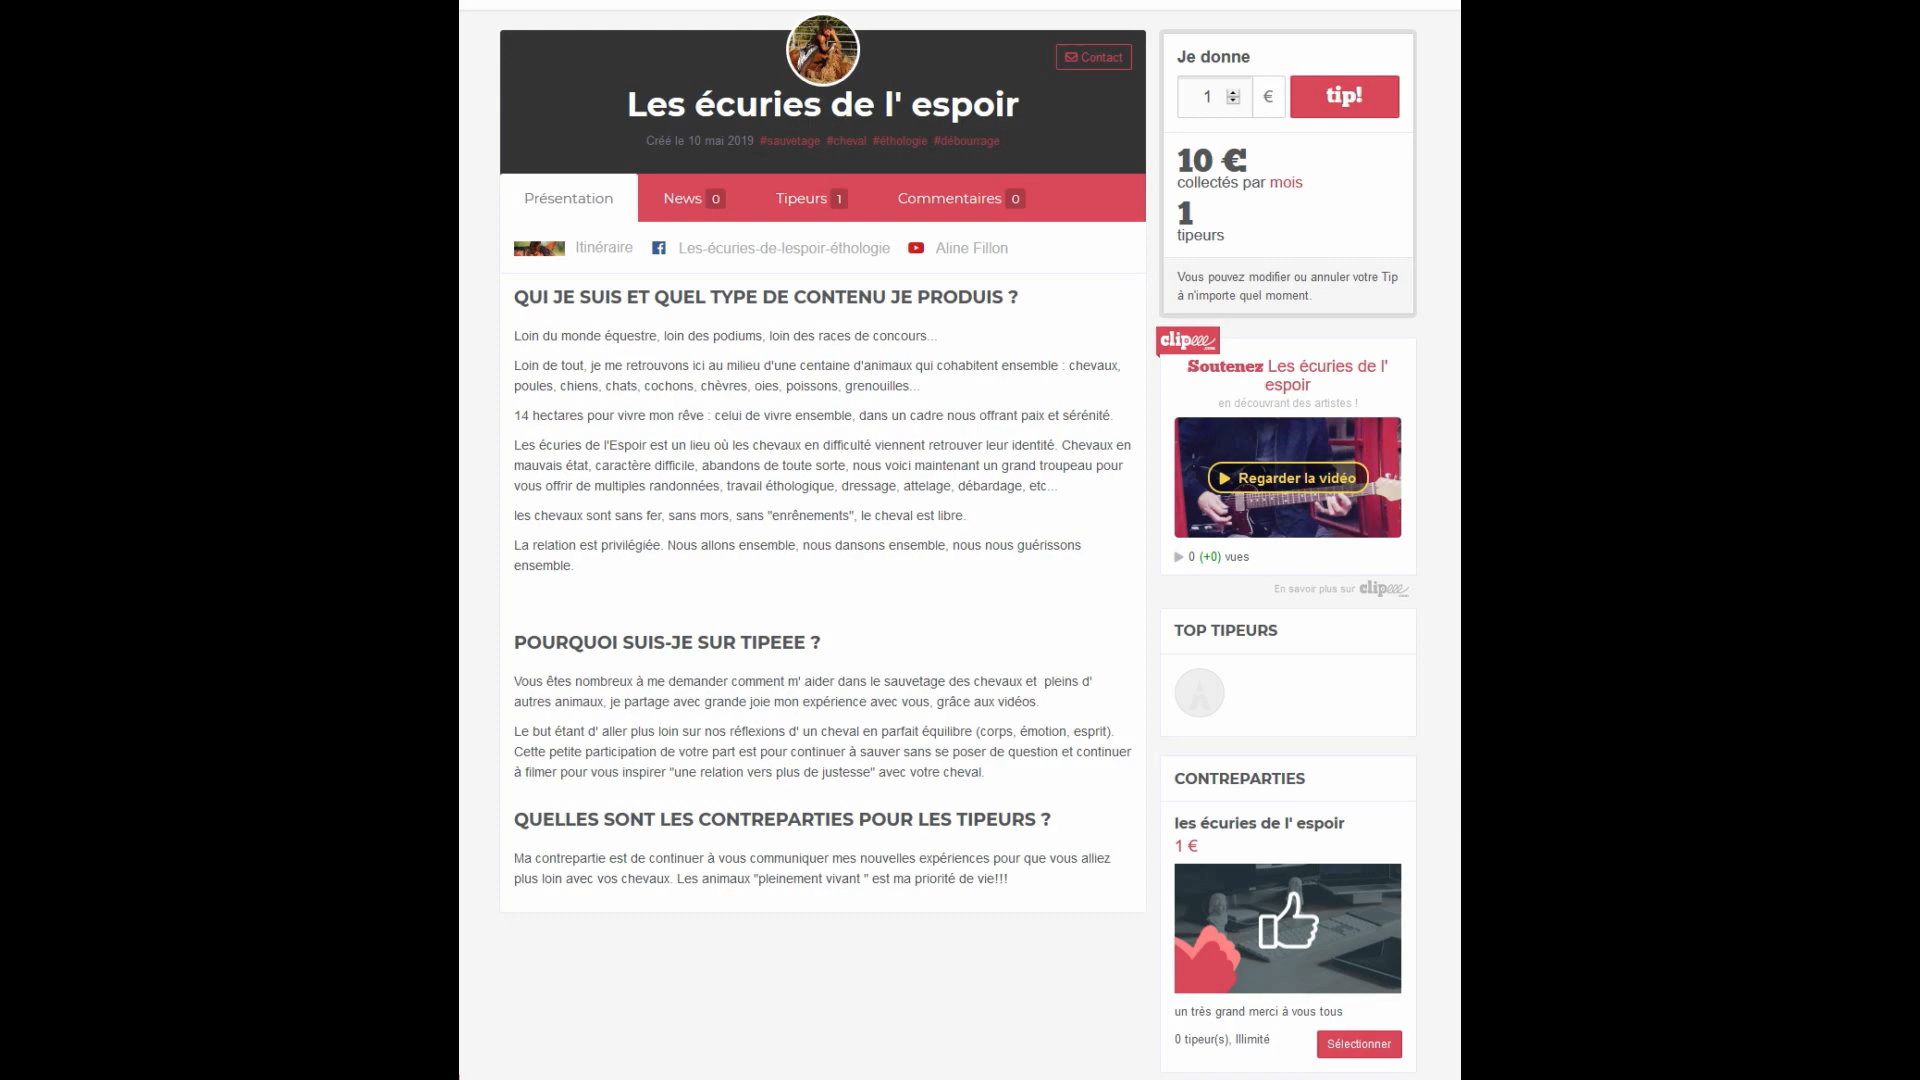 Contact
Les écuries de l' espoir
Créé le 10 mai 2019 #sauvetage #cheval #éthologie #débourrage
Présentation News 0 Tipeurs 1 Commentaires 0
Itinéraire Les-écuries-de-lespoir-éthologie Aline Fillon
QUI JE SUIS ET QUEL TYPE DE CONTENU JE PRODUIS ?
Loin du monde équestre, loin des podiums, loin des races de concours...
Loin de tout, je me retrouvons ici au milieu d'une centaine d'animaux qui cohabitent ensemble : chevaux,
poules, chiens, chats, cochons, chèvres, oies, poissons, grenouilles...
14 hectares pour vivre mon rêve : celui de vivre ensemble, dans un cadre nous offrant paix et sérénité.
Les écuries de l'Espoir est un lieu où les chevaux en difficulté viennent retrouver leur identité. Chevaux en
mauvais état, caractère difficile, abandons de toute sorte, nous voici maintenant un grand troupeau pour
vous offrir de multiples randonnées, travail éthologique, dressage, attelage, débardage, etc...
les chevaux sont sans fer, sans mors, sans "enrênements", le cheval est libre.
La relation est privilégiée. Nous allons ensemble, nous dansons ensemble, nous nous guérissons
ensemble.
POURQUOI SUIS-JE SUR TIPEEE ?
Vous êtes nombreux à me demander comment m' aider dans le sauvetage des chevaux et pleins d'
autres animaux, je partage avec grande joie mon expérience avec vous, grâce aux vidéos.
Le but étant d' aller plus loin sur nos réflexions d' un cheval en parfait équilibre (corps, émotion, esprit).
Cette petite participation de votre part est pour continuer à sauver sans se poser de question et continuer
à filmer pour vous inspirer "une relation vers plus de justesse" avec votre cheval.
QUELLES SONT LES CONTREPARTIES POUR LES TIPEURS ?
Ma contrepartie est de continuer à vous communiquer mes nouvelles expériences pour que vous alliez
plus loin avec vos chevaux. Les animaux "pleinement vivant " est ma priorité de vie!!!
Je donne
1 € tip!
10 €
collectés par mois
1
tipeurs
Vous pouvez modifier ou annuler votre Tip
à n'importe quel moment.
clipeee
Soutenez Les écuries de l'
espoir
en découvrant des artistes !
Regarder la vidéo
0 (+0) vues
En savoir plus sur clipeee
TOP TIPEURS
CONTREPARTIES
les écuries de l' espoir
1 €
un très grand merci à vous tous
0 tipeur(s), Illimité
Sélectionner